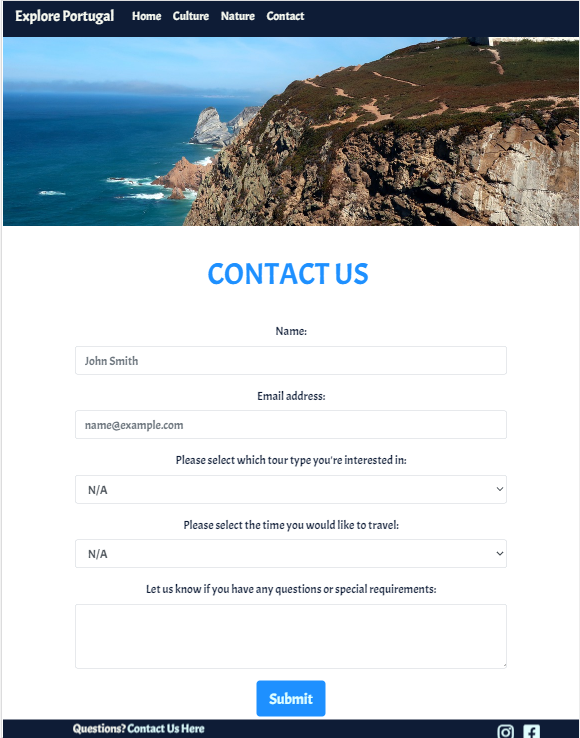 Explore Portugal Home Culture Nature Contact
CONTACT US
Name:
John Smith
Email address:
name@example.com
Please select which tour type you're interested in:
N/A
Please select the time you would like to travel:
N/A
Let us know if you have any questions or special requirements:
Submit
Questions? Contact Us Here